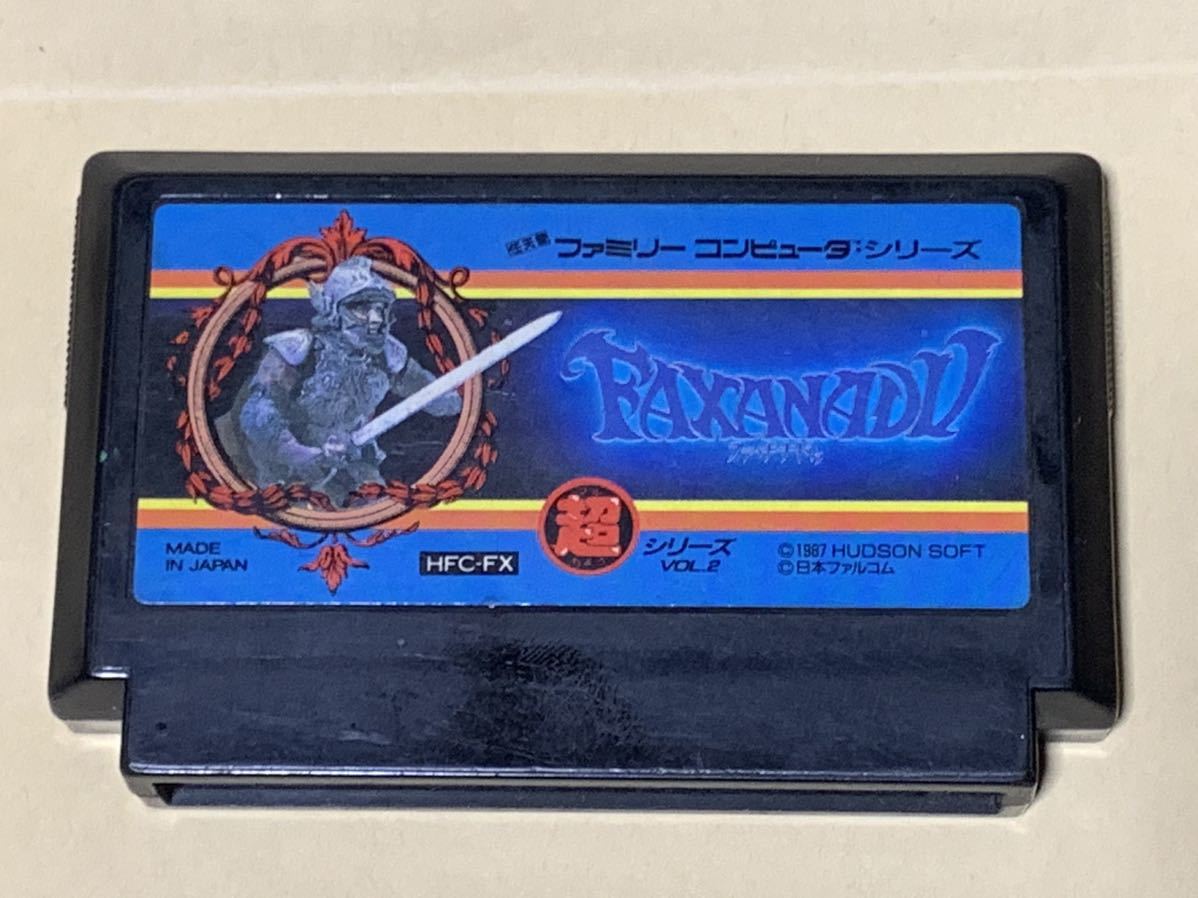 任天堂 ファミリー コンピュータ シリーズ
FAXANADU
ファザナドゥ
MADE
IN JAPAN
HFC-FX
超
シリーズ
VOL.2
©1987 HUDSON SOFT
©日本ファルコム